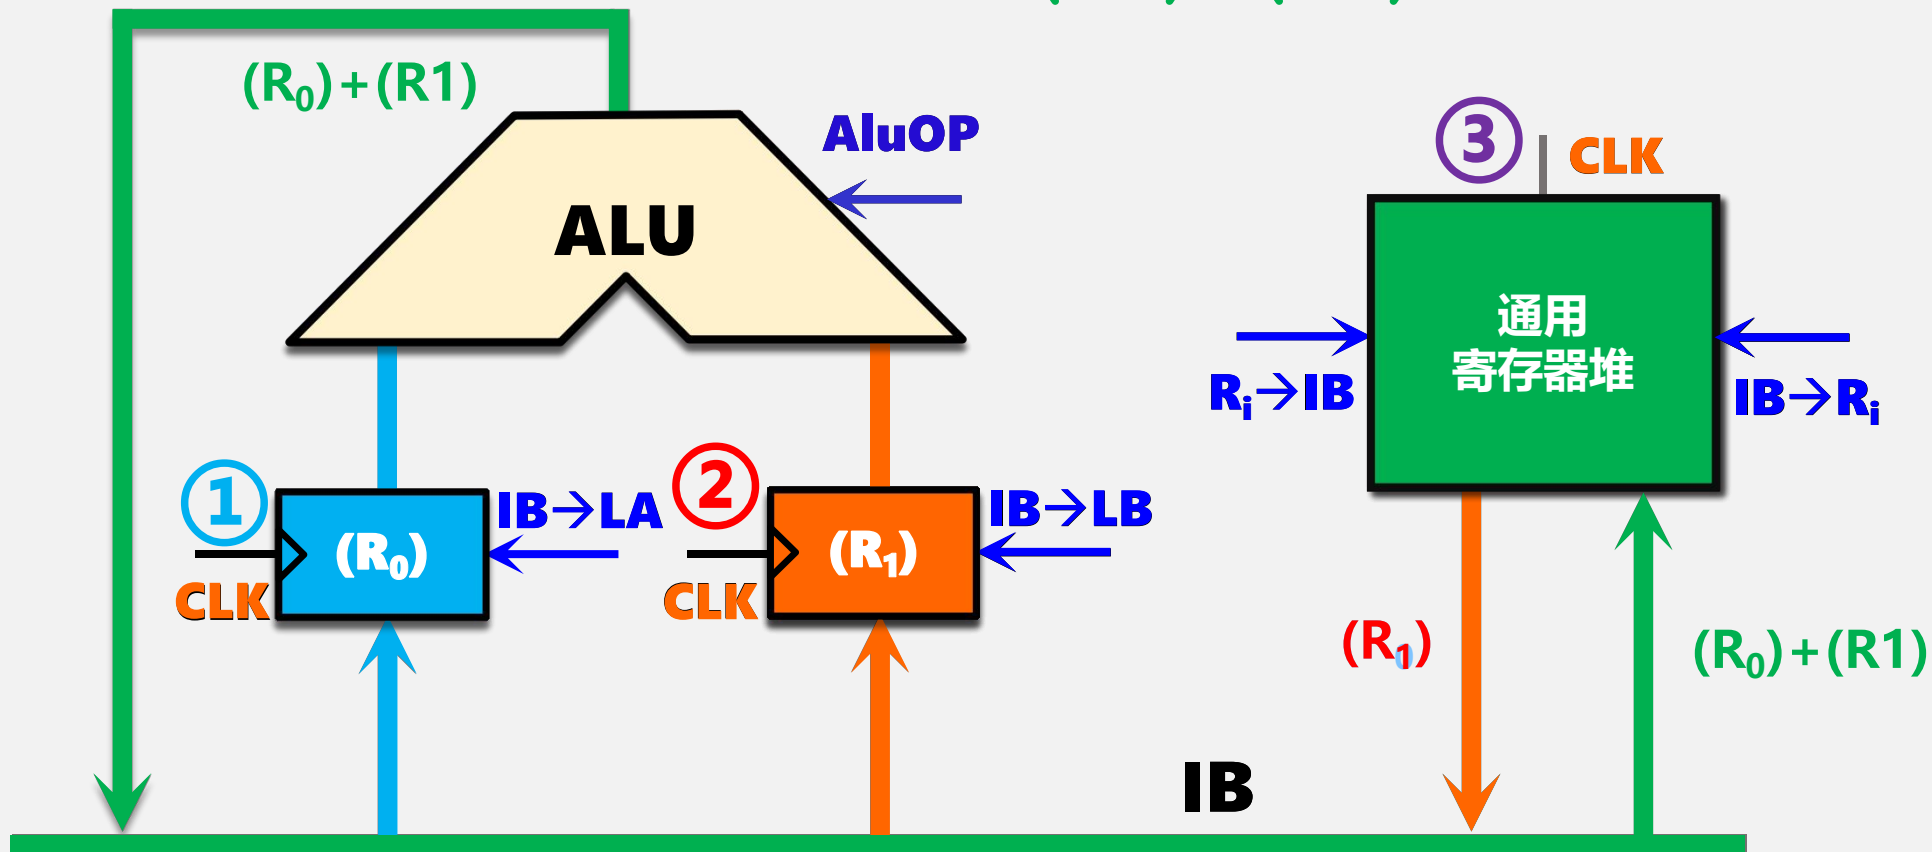 (R₀)+(R1)
AluOP
ALU
③
CLK
通用
寄存器堆
Rᵢ→IB
IB→Rᵢ
①
IB→LA
②
IB→LB
(R₀)
(R₁)
CLK
CLK
(R₁)
(R₀)+(R1)
IB